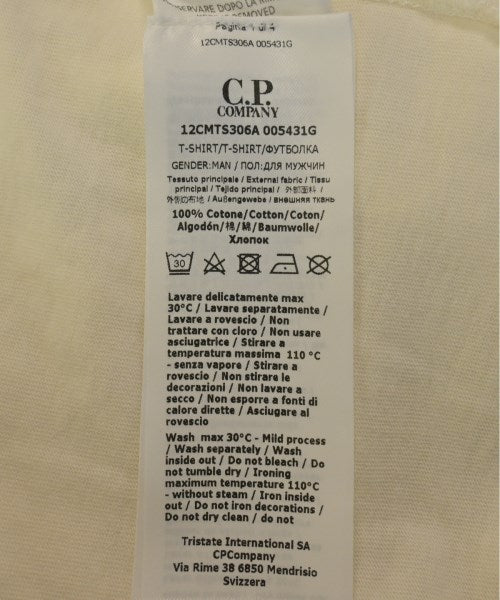 SERVARE DOPO LA RIM
REMOVED
Pagina 1 di 4
12CMTS306A 005431G
C.P.
COMPANY
12CMTS306A 005431G
T-SHIRT/T-SHIRT/ФУТБОЛКА
GENDER:MAN / ПОЛ:ДЛЯ МУЖЧИН
Tessuto principale / External fabric / Tissu
principal / Tejido principal / 外部面料 /
外側の布地 / Außengewebe / внешняя ткань
100% Cotone/Cotton/Coton/
Algodón/棉/綿/Baumwolle/
Хлопок
30
Lavare delicatamente max
30°C / Lavare separatamente /
Lavare a rovescio / Non
trattare con cloro / Non usare
asciugatrice / Stirare a
temperatura massima 110 °C
- senza vapore / Stirare a
rovescio / Non stirare le
decorazioni / Non lavare a
secco / Non esporre a fonti di
calore dirette / Asciugare al
rovescio
Wash max 30°C - Mild process
/ Wash separately / Wash
inside out / Do not bleach / Do
not tumble dry / Ironing
maximum temperature 110°C
- without steam / Iron inside
out / Do not iron decorations /
Do not dry clean / do not
Tristate International SA
CPCompany
Via Rime 38 6850 Mendrisio
Svizzera